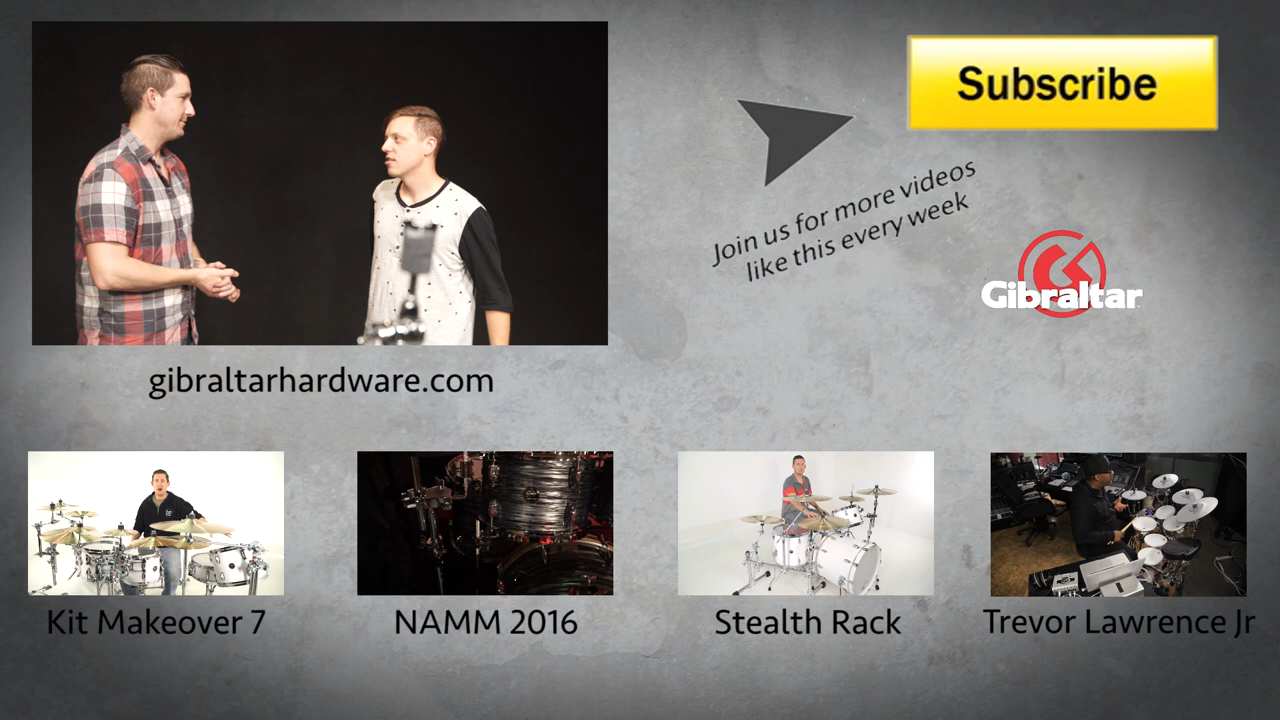 Subscribe
Join us for more videos
like this every week
Gibraltar
gibraltarhardware.com
Kit Makeover 7
NAMM 2016
Stealth Rack
Trevor Lawrence Jr